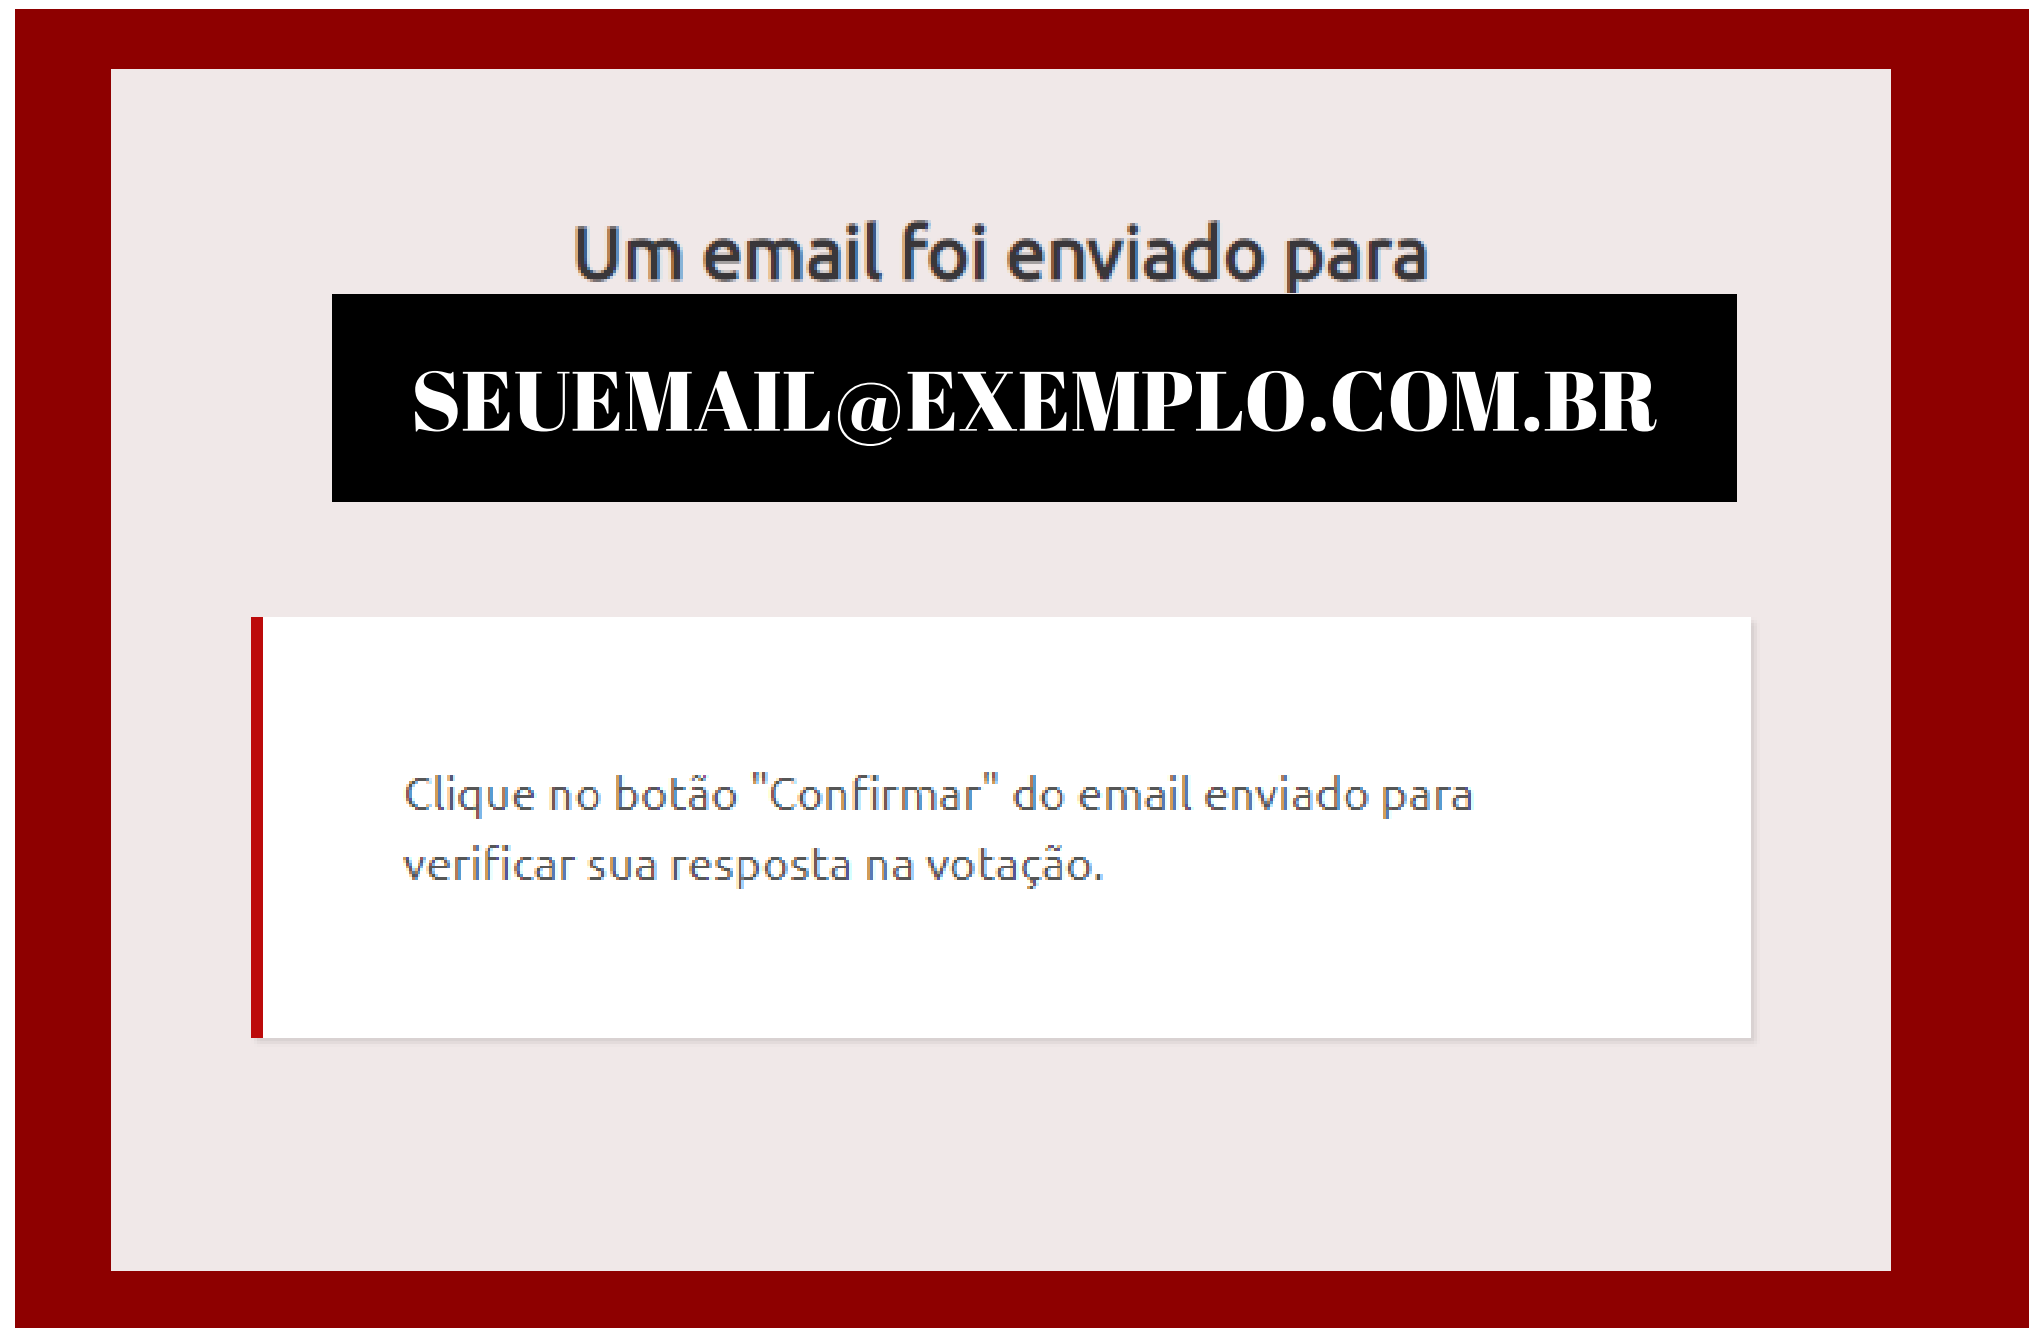 Um email foi enviado para
SEUEMAIL@EXEMPLO.COM.BR
Clique no botão "Confirmar" do email enviado para
verificar sua resposta na votação.